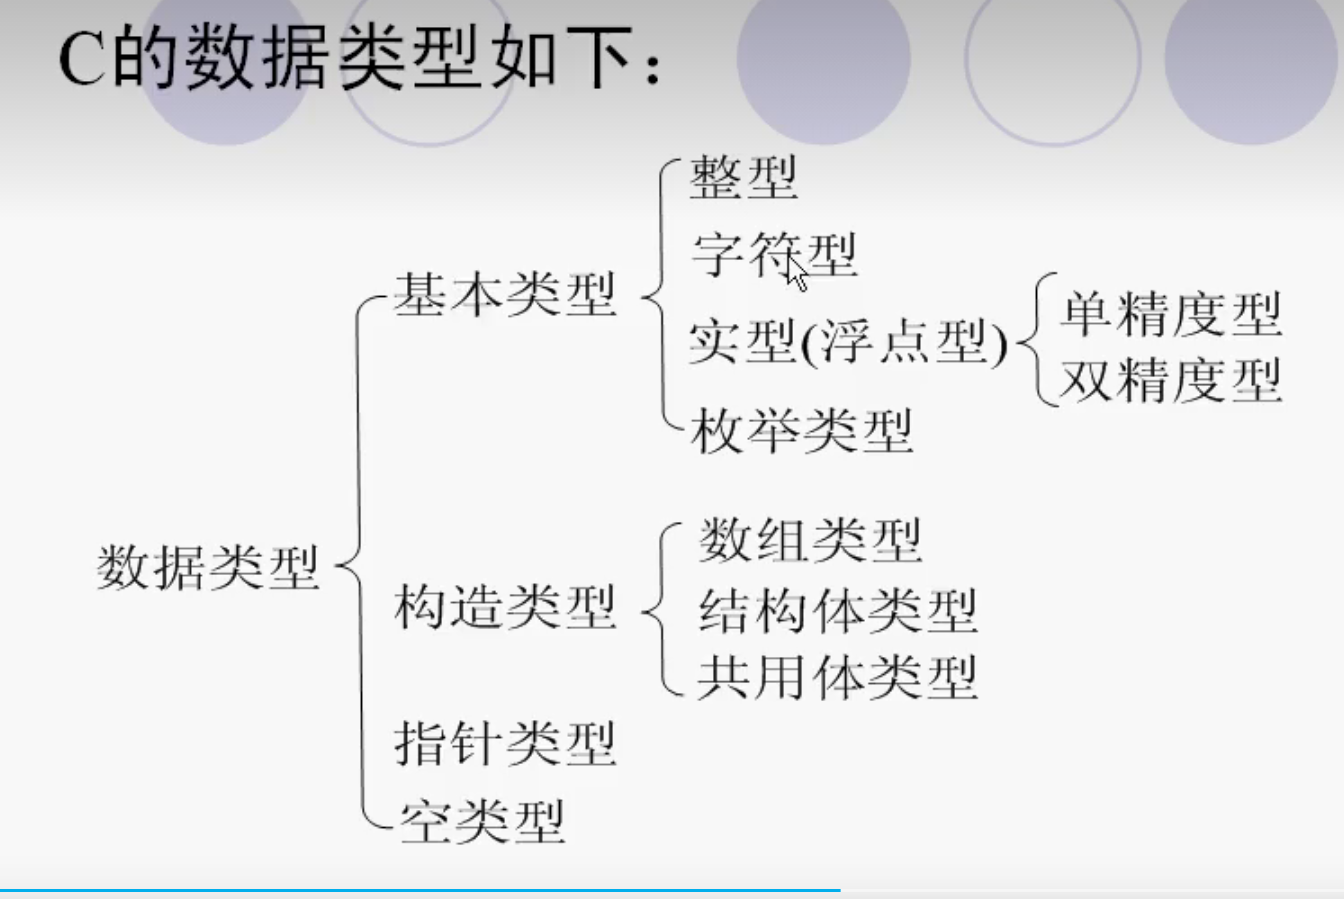 C的数据类型如下：
整型
字符型
基本类型
单精度型
实型(浮点型)
双精度型
枚举类型
数组类型
数据类型
构造类型
结构体类型
共用体类型
指针类型
空类型